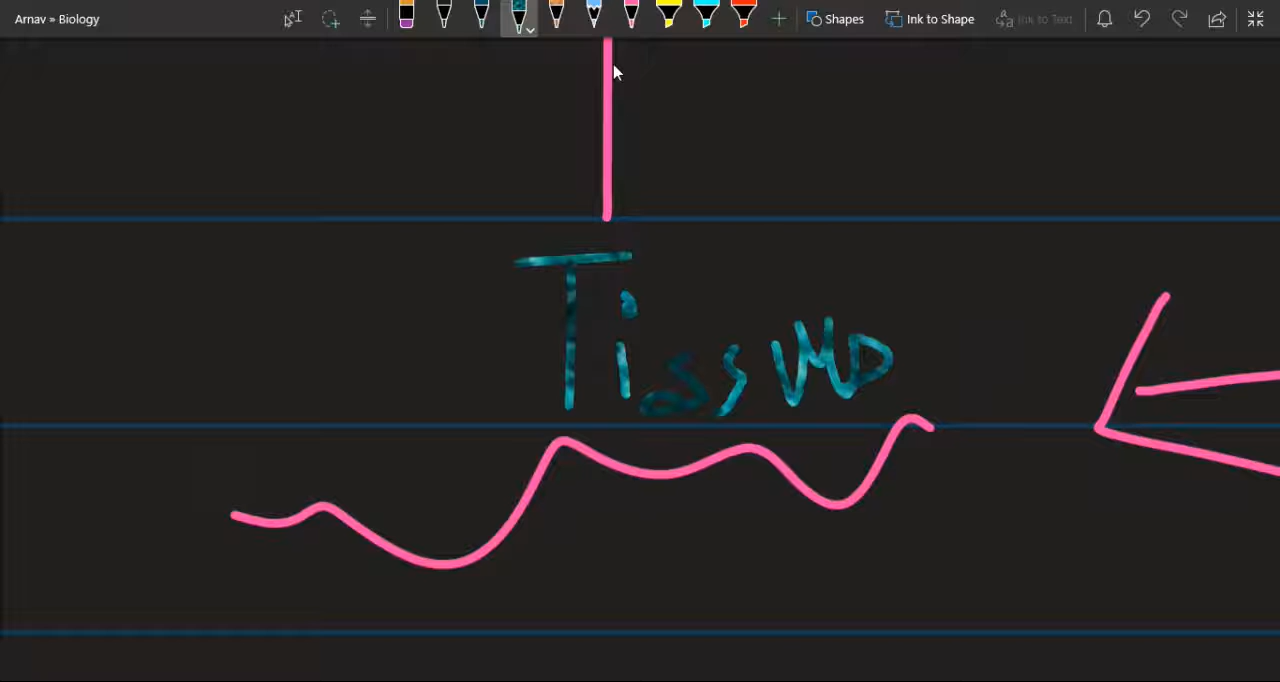 Arnav » Biology
Shapes
Ink to Shape
Ink to Text
Tissue